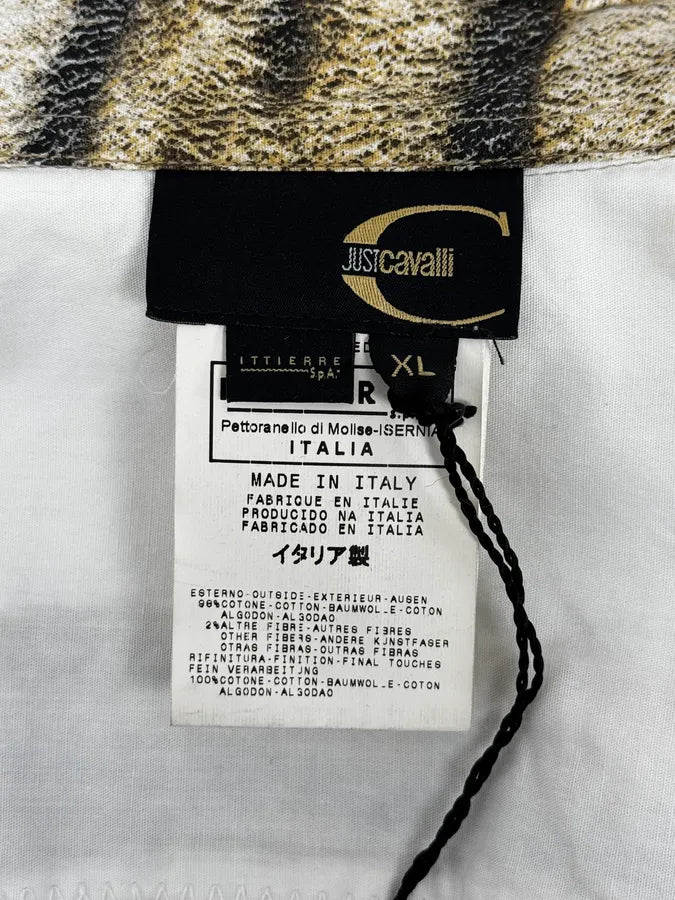 JUST cavalli
ITTIERRE
S.p.A.
XL
ED
R
S.p.
Pettoranello di Molise-ISERNIA
ITALIA
MADE IN ITALY
FABRIQUE EN ITALIE
PRODUCIDO NA ITALIA
FABRICADO EN ITALIA
イタリア製
ESTERNO-OUTSIDE-EXTERIEUR-AUSEN
98%COTONE-COTTON-BAUMWOLLE-COTON
ALGODON-ALGODAO
2%ALTRE FIBRE-AUTRES FIBRES
OTHER FIBERS-ANDERE KUNSTFASER
OTRAS FIBRAS-OUTRAS FIBRAS
RIFINITURA-FINITION-FINAL TOUCHES
FEIN VERARBEITJNG
100%COTONE-COTTON-BAUMWOLLE-COTON
ALGODON-ALGODAO